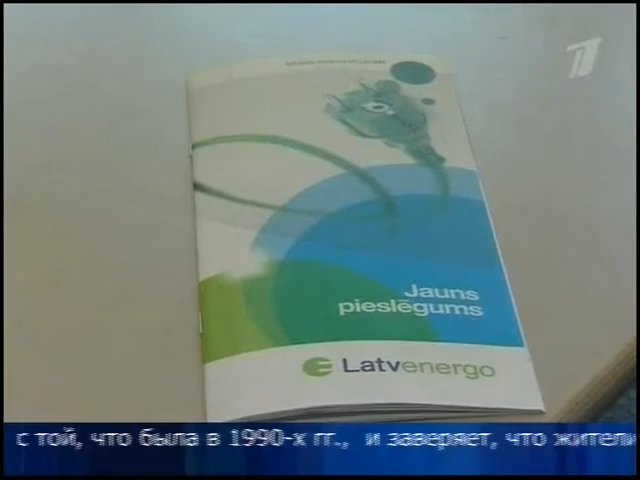 Jauns
pieslēgums
Latvenergo
с той, что была в 1990-х гг., и заверяет, что жители